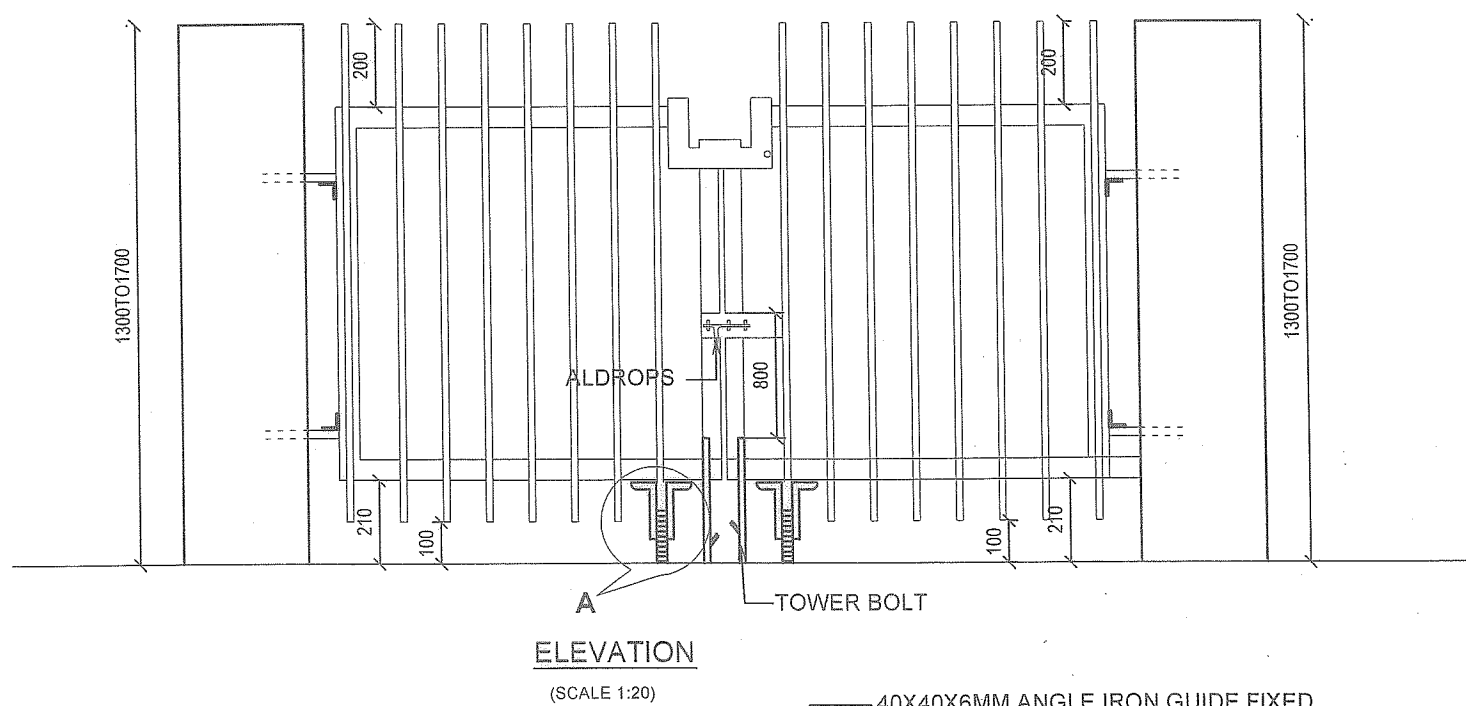 200
200
1300TO1700
1300TO1700
ALDROPS
800
210
100
100
210
A
TOWER BOLT
ELEVATION
(SCALE 1:20)
40X40X6MM ANGLE IRON GUIDE FIXED